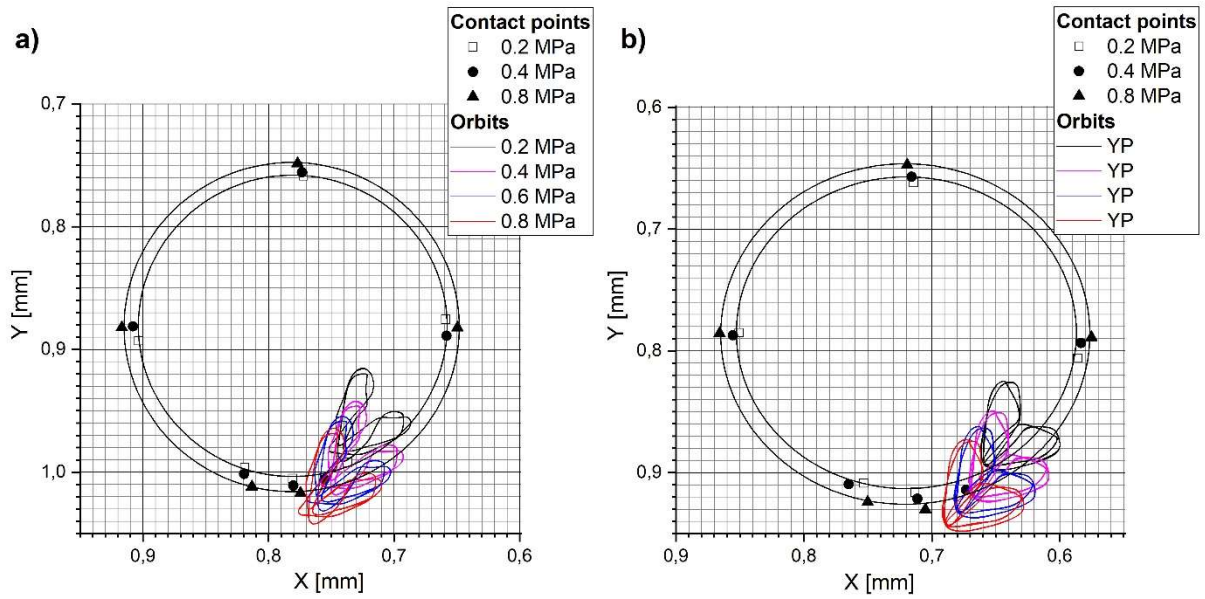 a)
Contact points
0.2 MPa
0.4 MPa
0.8 MPa
Orbits
0.2 MPa
0.4 MPa
0.6 MPa
0.8 MPa
0,7
0,8
0,9
1,0
Y [mm]
0,9
0,8
0,7
0,6
X [mm]
b)
Contact points
0.2 MPa
0.4 MPa
0.8 MPa
Orbits
YP
YP
YP
YP
0,6
0,7
0,8
0,9
Y [mm]
0,9
0,8
0,7
0,6
X [mm]